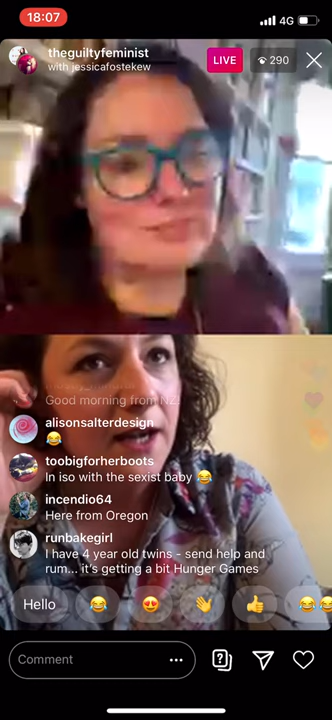 18:07
4G
theguiltyfeminist
with jessicafostekew
LIVE
290
Good morning from NZ!
alisonsalterdesign
😂
toobigforherboots
In iso with the sexist baby 😂
incendio64
Here from Oregon
runbakegirl
I have 4 year old twins - send help and
rum... it's getting a bit Hunger Games
Hello 😂 😍 👋 👍 😂
Comment